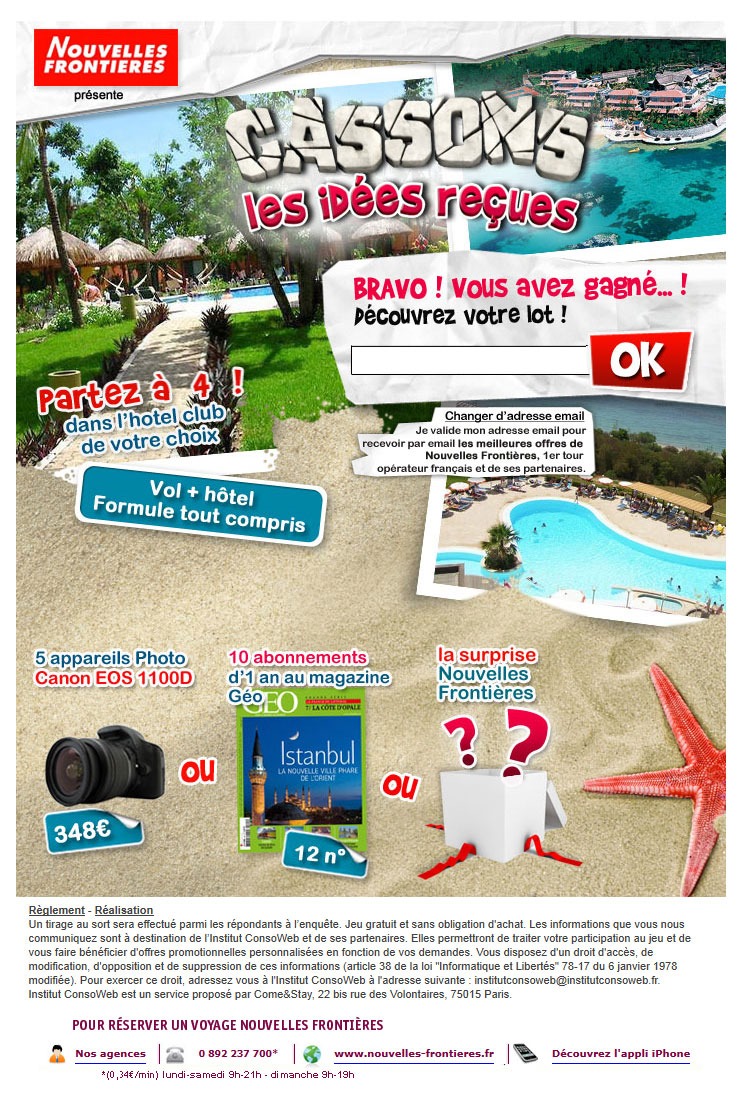 NOUVELLES
FRONTIERES
présente
CASSONS
les idées reçues
BRAVO ! Vous avez gagné... !
Découvrez votre lot !
OK
Partez à 4 !
dans l'hotel club
de votre choix
Changer d'adresse email
Je valide mon adresse email pour
recevoir par email les meilleures offres de
Nouvelles Frontières, 1er tour
opérateur français et de ses partenaires.
Vol + hôtel
Formule tout compris
5 appareils Photo
Canon EOS 1100D
348€
ou
10 abonnements
d'1 an au magazine
Géo
GEO
LA CÔTE D'OPALE
Istanbul
LA NOUVELLE VILLE PHARE
DE L'ORIENT
12 n°
ou
la surprise
Nouvelles
Frontières
? ?
Règlement - Réalisation
Un tirage au sort sera effectué parmi les répondants à l'enquête. Jeu gratuit et sans obligation d'achat. Les informations que vous nous
communiquez sont à destination de l'Institut ConsoWeb et de ses partenaires. Elles permettront de traiter votre participation au jeu et de
vous faire bénéficier d'offres promotionnelles personnalisées en fonction de vos demandes. Vous disposez d'un droit d'accès, de
modification, d'opposition et de suppression de ces informations (article 38 de la loi "Informatique et Libertés" 78-17 du 6 janvier 1978
modifiée). Pour exercer ce droit, adressez vous à l'Institut ConsoWeb à l'adresse suivante : institutconsoweb@institutconsoweb.fr.
Institut ConsoWeb est un service proposé par Come&Stay, 22 bis rue des Volontaires, 75015 Paris.
POUR RÉSERVER UN VOYAGE NOUVELLES FRONTIÈRES
Nos agences
0 892 237 700*
www.nouvelles-frontieres.fr
Découvrez l'appli iPhone
*(0,34€/min) lundi-samedi 9h-21h - dimanche 9h-19h